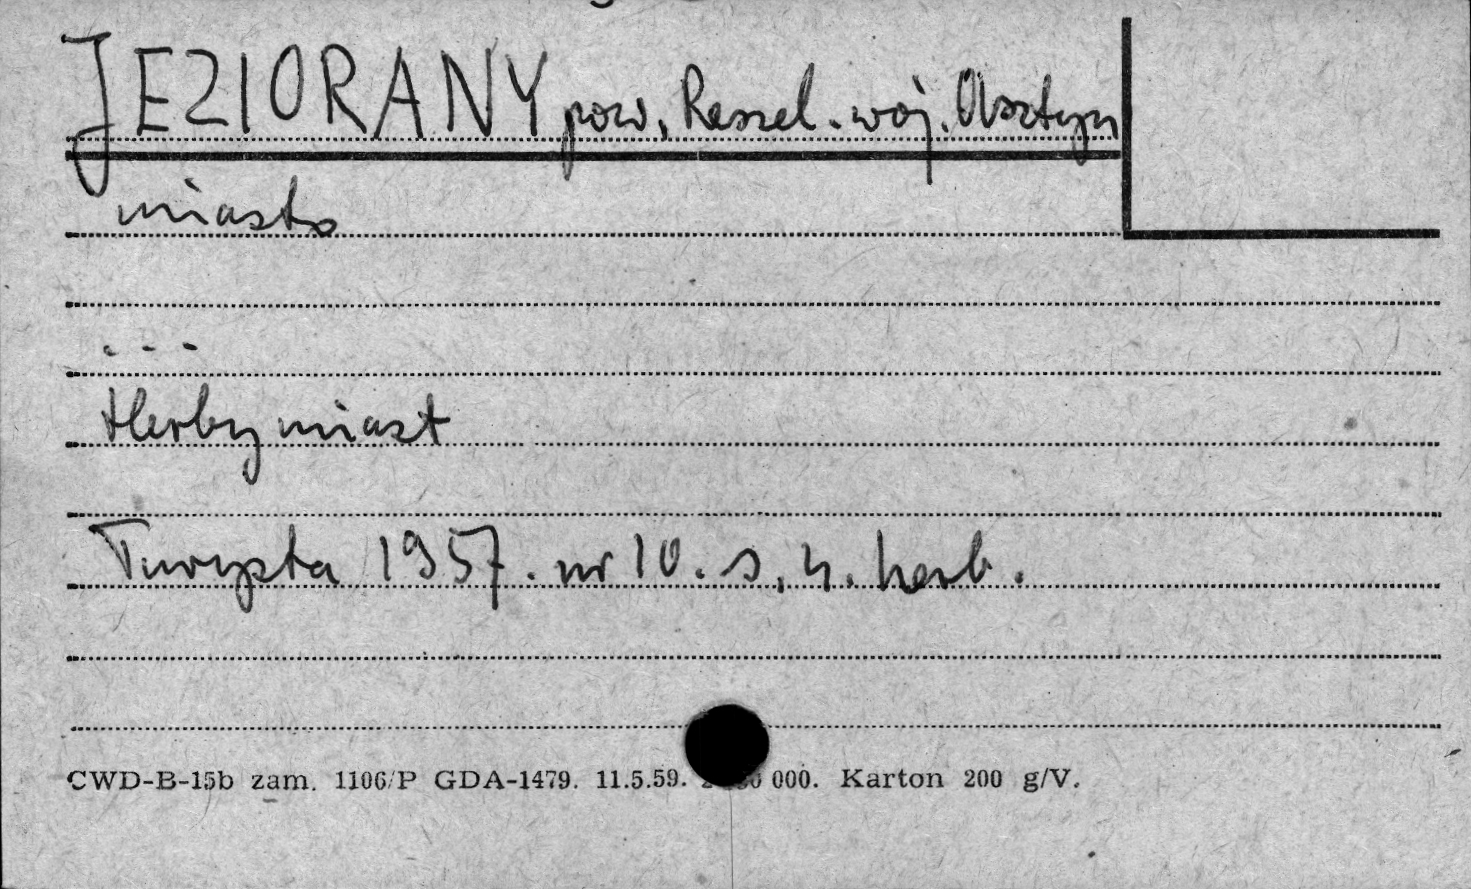 JEZIORANY pow. Reszel. woj. Olsztyn
miasto
. - -
Herby miast
Turysta 1957. nr 10. s. 4. herb.
CWD-B-15b zam. 1106/P GDA-1479. 11.5.59. 000. Karton 200 g/V.